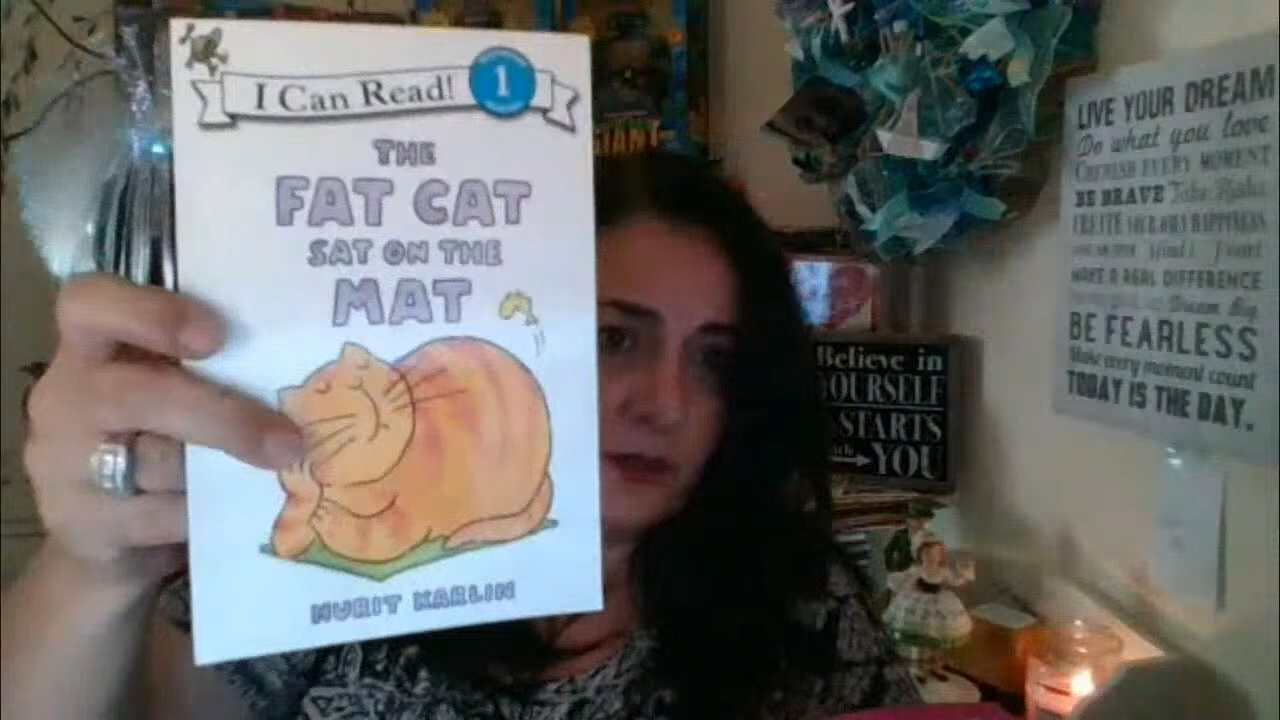 I Can Read!
1
THE
FAT CAT
SAT ON THE
MAT
NURIT KARLIN
GIANT
LIVE YOUR DREAM
Do what you love
CHERISH EVERY MOMENT
BE BRAVE Take Risks
CREATE YOUR OWN HAPPINESS
MAKE A REAL DIFFERENCE
Dream Big
BE FEARLESS
Make every moment count
TODAY IS THE DAY.
Believe in
YOURSELF
STARTS
YOU